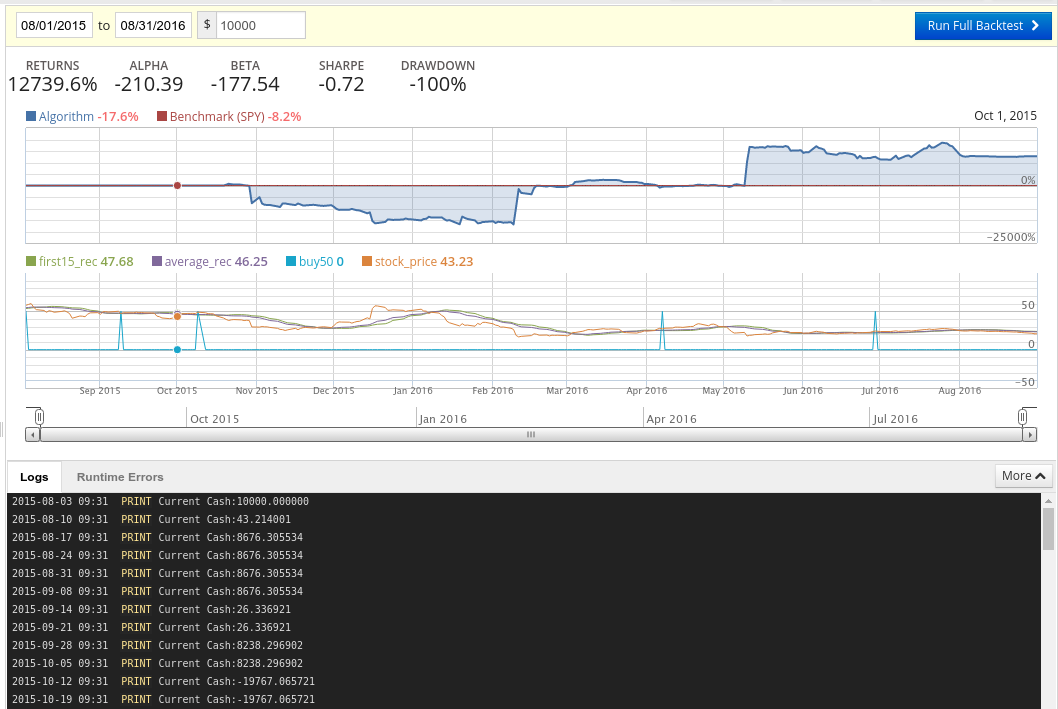 08/01/2015 to 08/31/2016 $ 10000 Run Full Backtest
RETURNS ALPHA BETA SHARPE DRAWDOWN
12739.6% -210.39 -177.54 -0.72 -100%
Algorithm -17.6% Benchmark (SPY) -8.2% Oct 1, 2015
0%
−25000%
first15_rec 47.68 average_rec 46.25 buy50 0 stock_price 43.23
50
0
−50
Sep 2015 Oct 2015 Nov 2015 Dec 2015 Jan 2016 Feb 2016 Mar 2016 Apr 2016 May 2016 Jun 2016 Jul 2016 Aug 2016
Oct 2015 Jan 2016 Apr 2016 Jul 2016
Logs Runtime Errors More
2015-08-03 09:31 PRINT Current Cash:10000.000000
2015-08-10 09:31 PRINT Current Cash:43.214001
2015-08-17 09:31 PRINT Current Cash:8676.305534
2015-08-24 09:31 PRINT Current Cash:8676.305534
2015-08-31 09:31 PRINT Current Cash:8676.305534
2015-09-08 09:31 PRINT Current Cash:8676.305534
2015-09-14 09:31 PRINT Current Cash:26.336921
2015-09-21 09:31 PRINT Current Cash:26.336921
2015-09-28 09:31 PRINT Current Cash:8238.296902
2015-10-05 09:31 PRINT Current Cash:8238.296902
2015-10-12 09:31 PRINT Current Cash:-19767.065721
2015-10-19 09:31 PRINT Current Cash:-19767.065721